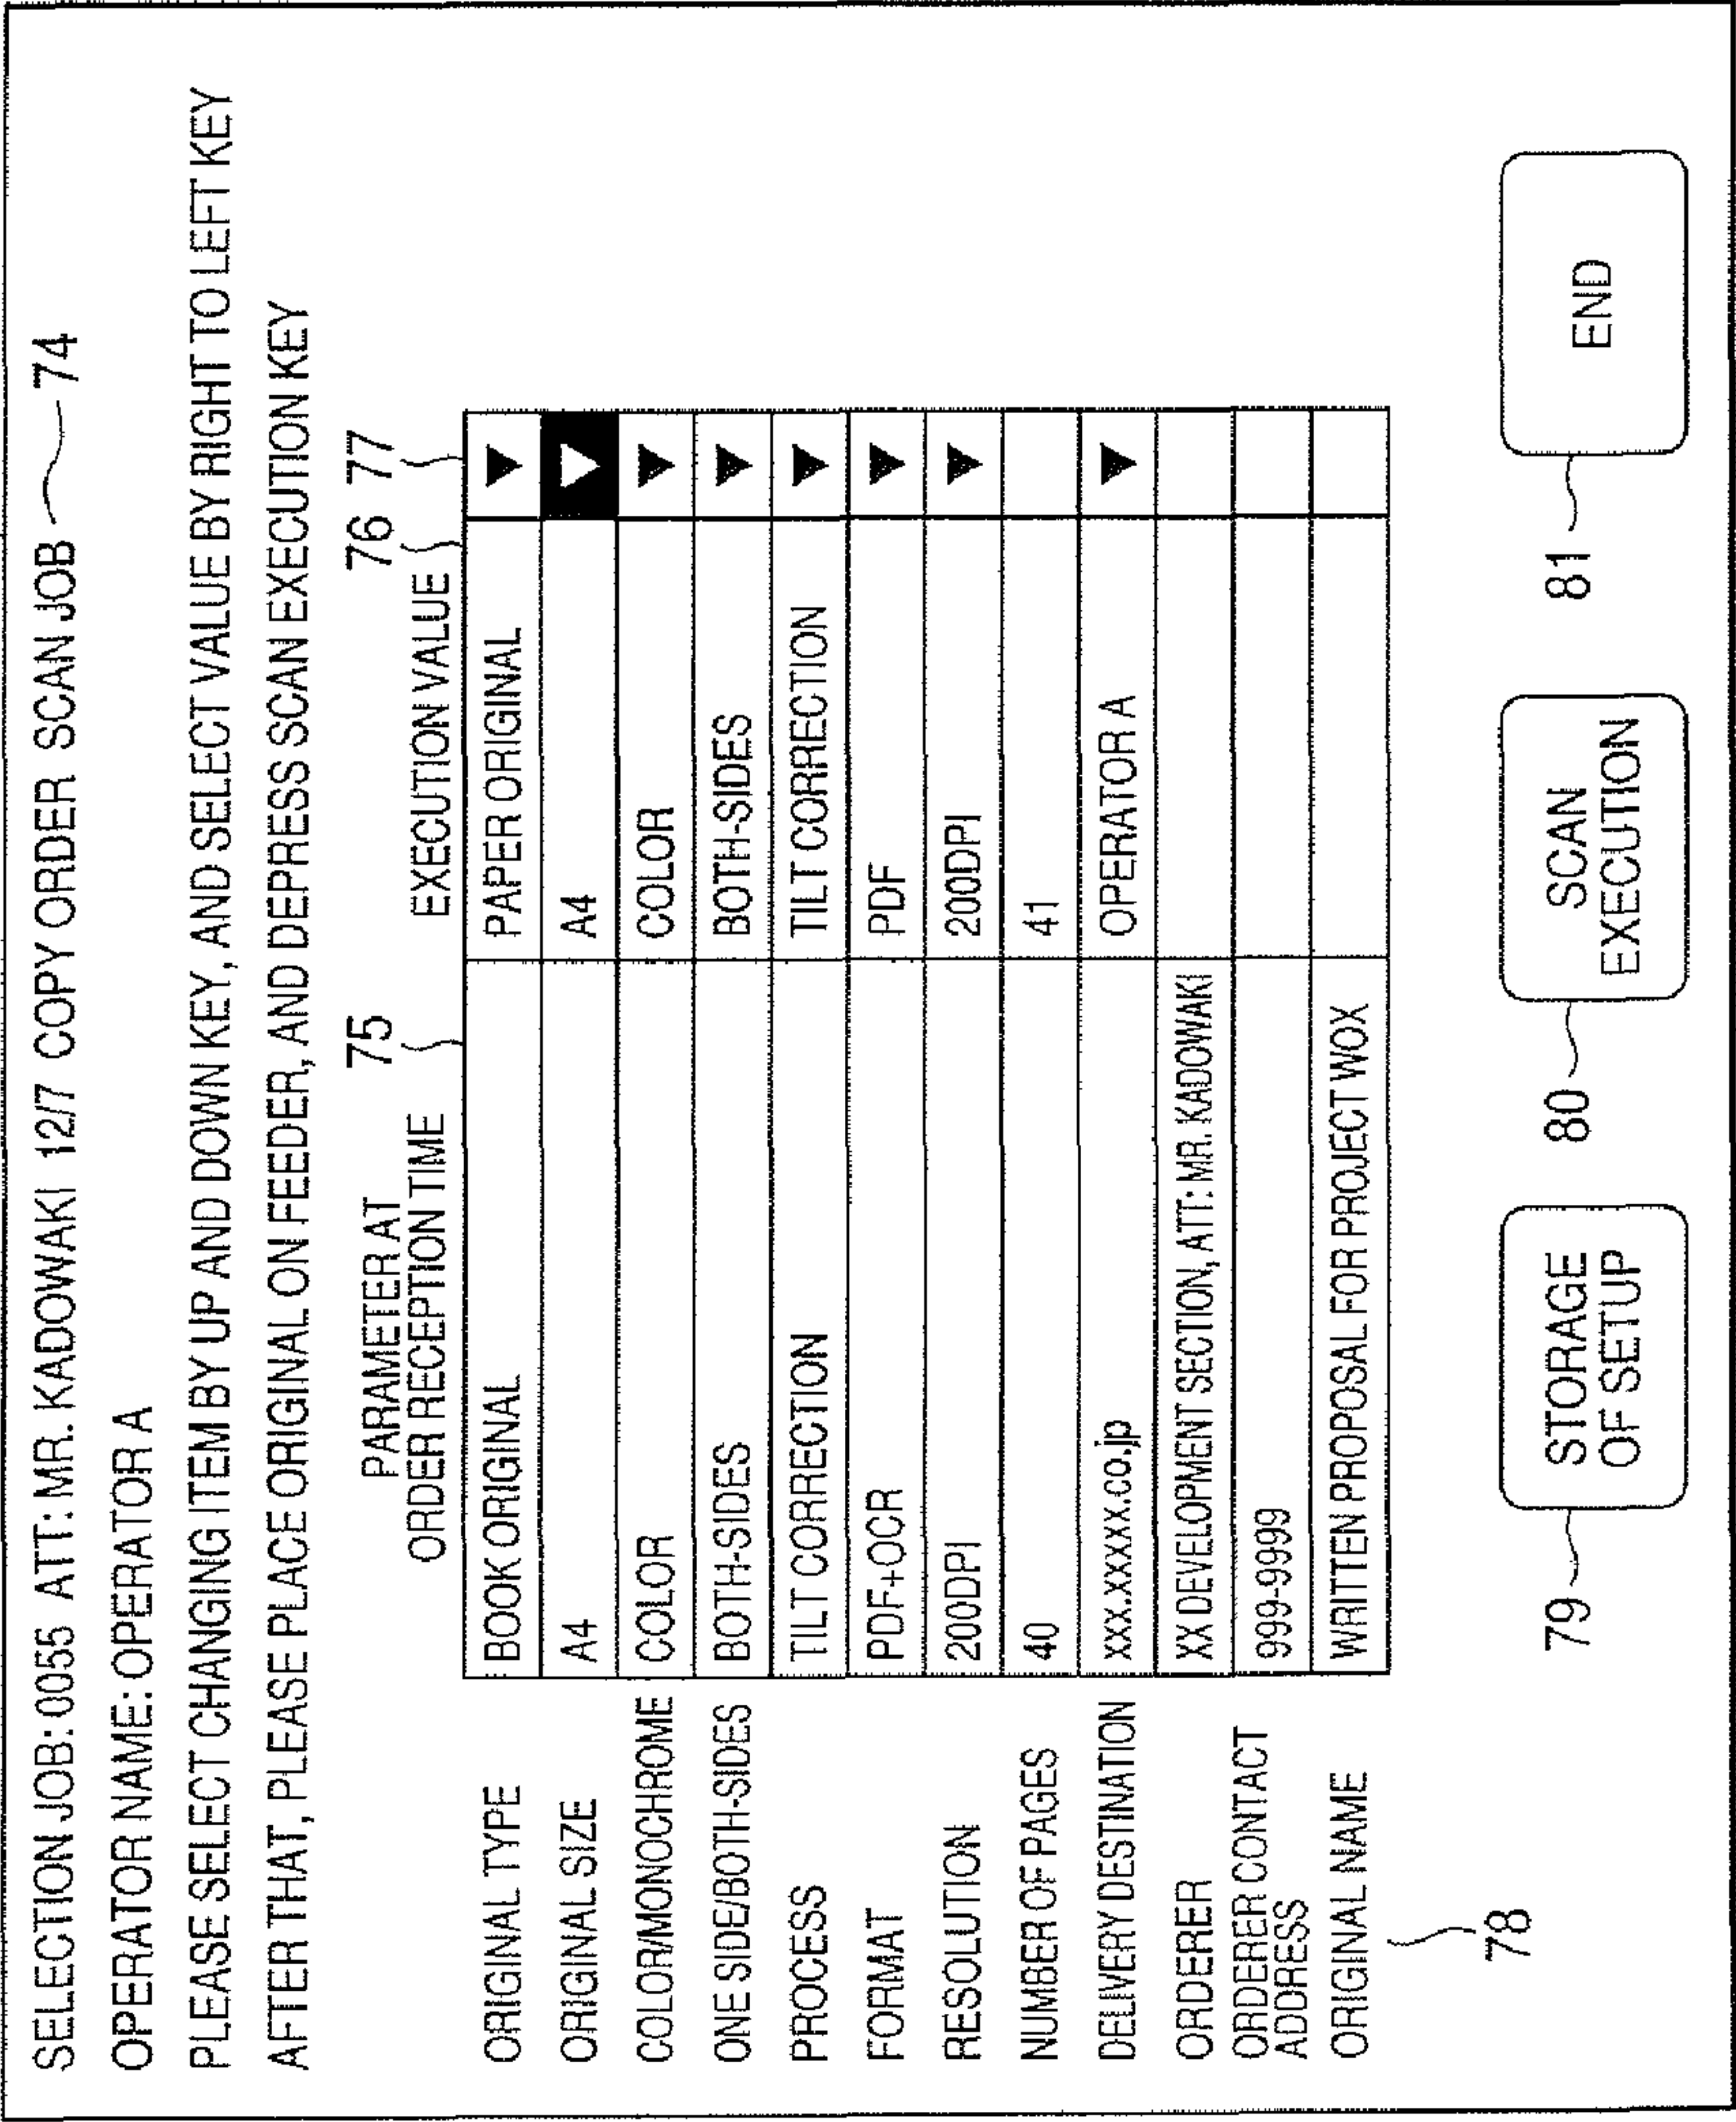 SELECTION JOB: 0055 ATT: MR. KADOWAKI 12/7 COPY ORDER SCAN JOB 74
OPERATOR NAME: OPERATOR A
PLEASE SELECT CHANGING ITEM BY UP AND DOWN KEY, AND SELECT VALUE BY RIGHT TO LEFT KEY
AFTER THAT, PLEASE PLACE ORIGINAL ON FEEDER, AND DEPRESS SCAN EXECUTION KEY
75 76 77
PARAMETER AT
ORDER RECEPTION TIME EXECUTION VALUE
ORIGINAL TYPE BOOK ORIGINAL PAPER ORIGINAL ▼
ORIGINAL SIZE A4 A4 ▽
COLOR/MONOCHROME COLOR COLOR ▼
ONE SIDE/BOTH-SIDES BOTH-SIDES BOTH-SIDES ▼
PROCESS TILT CORRECTION TILT CORRECTION ▼
FORMAT PDF+OCR PDF ▼
RESOLUTION 200DPI 200DPI ▼
NUMBER OF PAGES 40 41
DELIVERY DESTINATION xxx.xxxxx.co.jp OPERATOR A ▼
ORDERER XX DEVELOPMENT SECTION, ATT: MR. KADOWAKI
ORDERER CONTACT
ADDRESS 999-9999
ORIGINAL NAME WRITTEN PROPOSAL FOR PROJECT WOX
78
79 STORAGE
OF SETUP
80 SCAN
EXECUTION
81 END